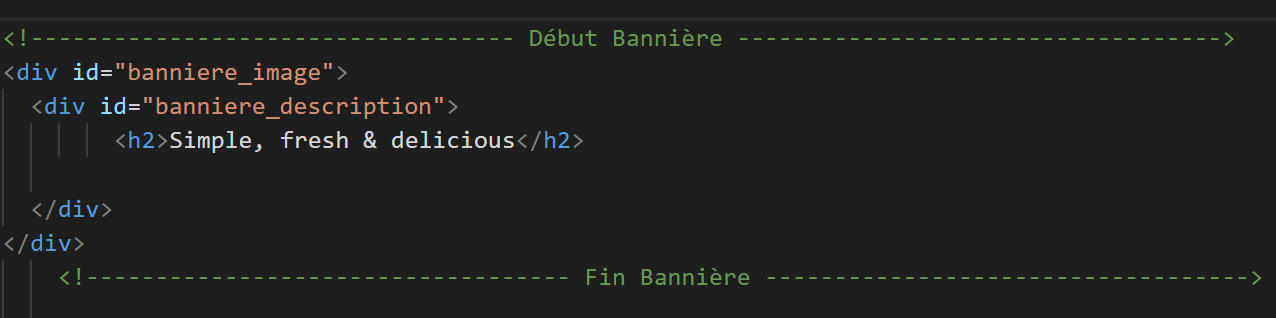 <!----------------------------------- Début Bannière ----------------------------------->
<div id="banniere_image">
<div id="banniere_description">
<h2>Simple, fresh & delicious</h2>
</div>
</div>
<!----------------------------------- Fin Bannière ----------------------------------->